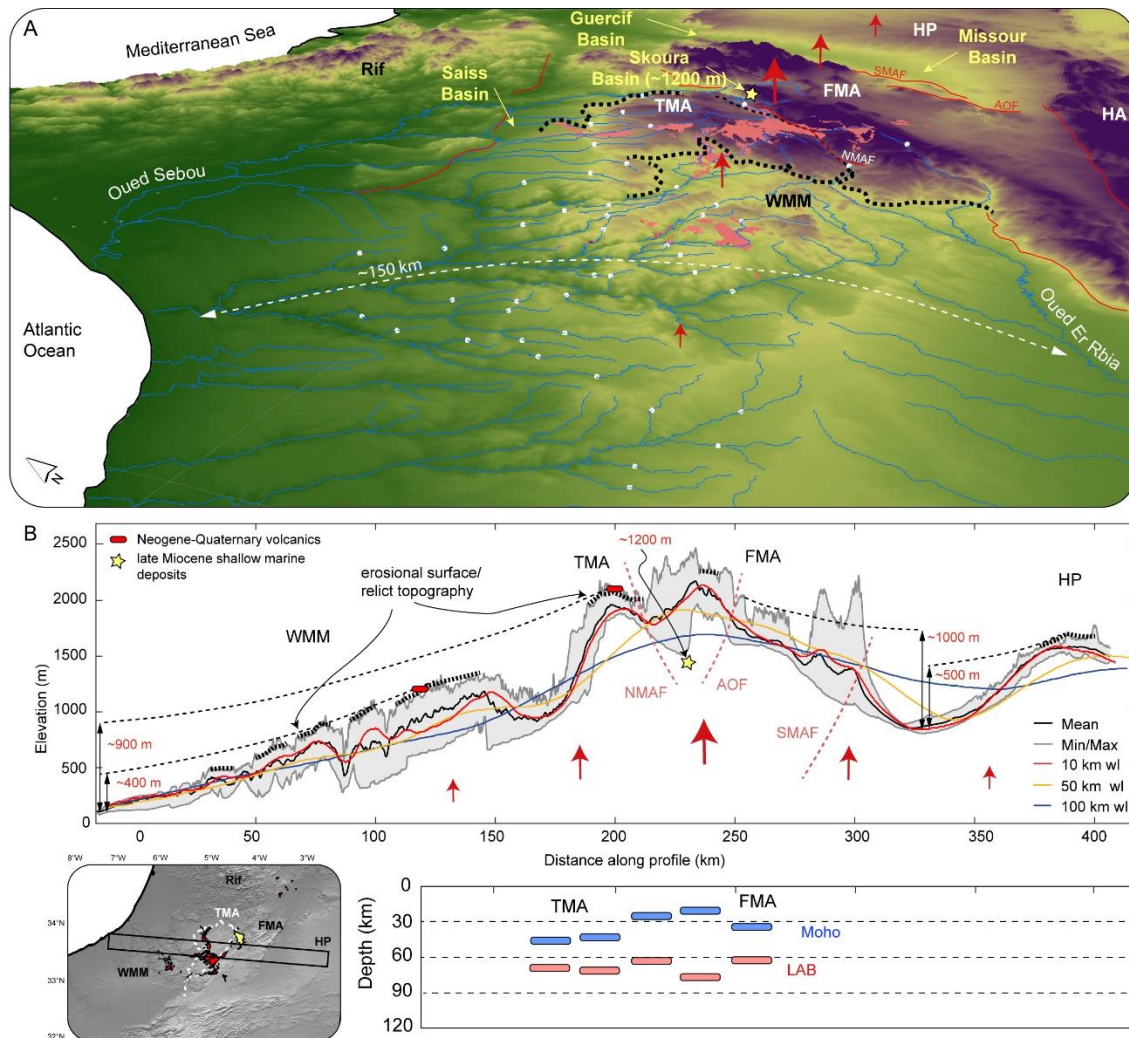 A
Mediterranean Sea
Rif
Guercif
Basin
HP
Skoura
Basin (~1200 m)
Missour
Basin
Saiss
Basin
SMAF
TMA
FMA
AOF
HA
NMAF
Oued Sebou
WMM
~150 km
Atlantic
Ocean
Oued Er Rbia
N
B
Neogene-Quaternary volcanics
late Miocene shallow marine
deposits
erosional surface/
relict topography
TMA
~1200 m
FMA
HP
WMM
NMAF
AOF
SMAF
~1000 m
~500 m
~900 m
~400 m
Mean
Min/Max
10 km wl
50 km wl
100 km wl
Elevation (m)
2500
2000
1500
1000
500
0
0 50 100 150 200 250 300 350 400
Distance along profile (km)
8°W 7°W 6°W 5°W 4°W 3°W 2°W
34°N
33°N
32°N
Rif
TMA
FMA
HP
WMM
Depth (km)
0
30
60
90
120
TMA
FMA
Moho
LAB